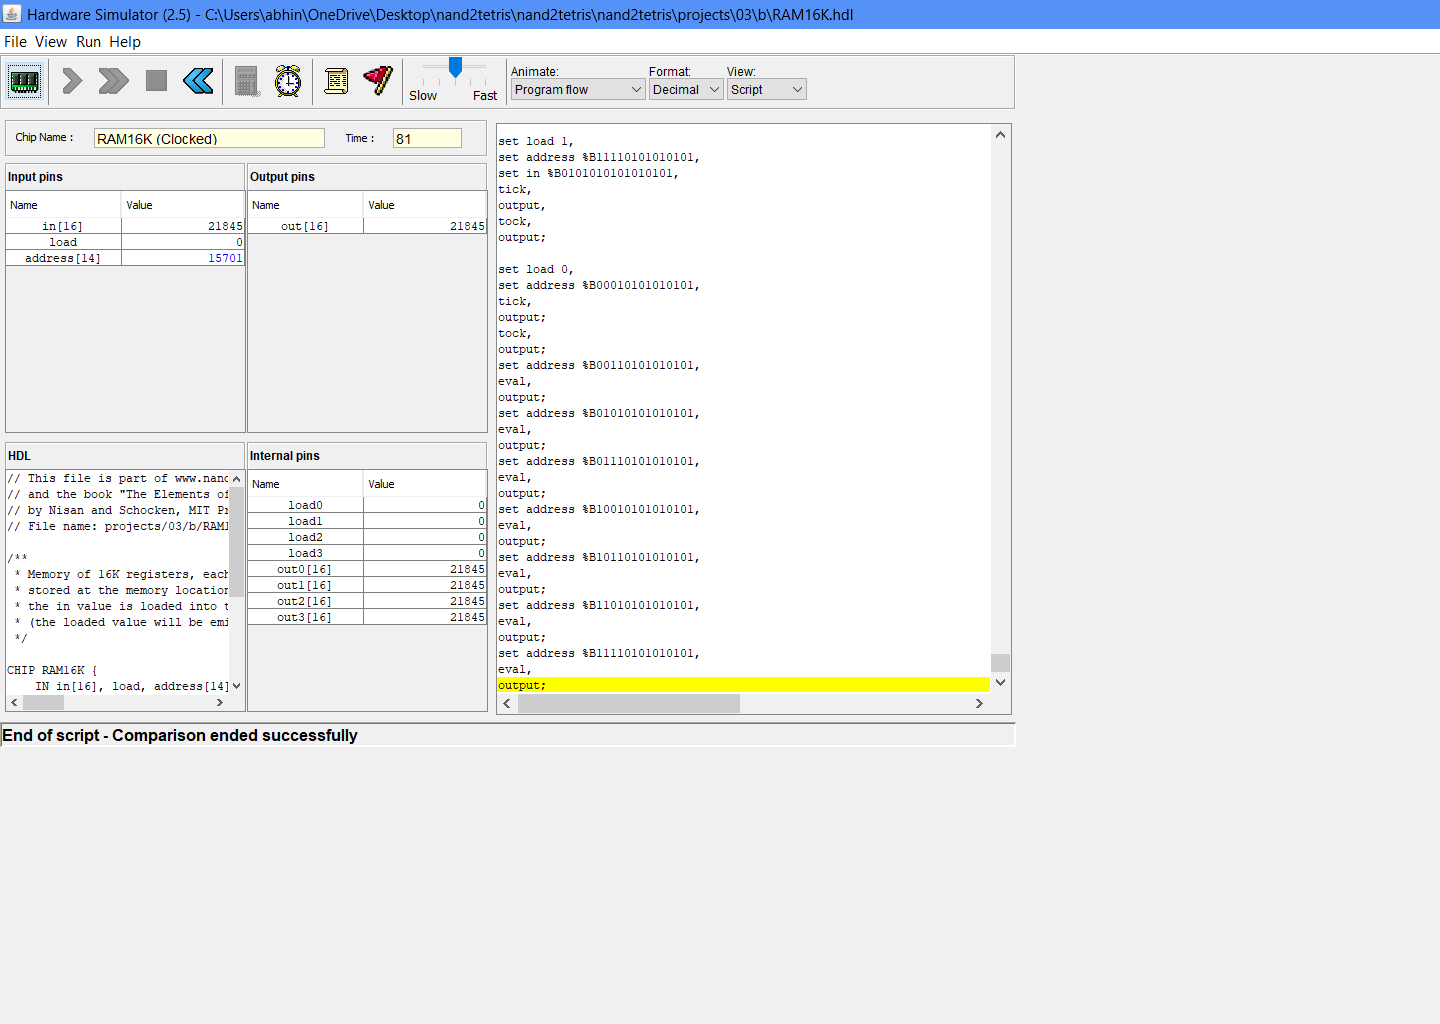 Hardware Simulator (2.5) - C:\Users\abhin\OneDrive\Desktop\nand2tetris\nand2tetris\nand2tetris\projects\03\b\RAM16K.hdl
File View Run Help
Slow Fast
Animate: Format: View:
Program flow Decimal Script
Chip Name : RAM16K (Clocked) Time : 81
Input pins
Name Value
in[16] 21845
load 0
address[14] 15701
Output pins
Name Value
out[16] 21845
HDL
// This file is part of www.nand
// and the book "The Elements of
// by Nisan and Schocken, MIT Pr
// File name: projects/03/b/RAM1
/**
* Memory of 16K registers, each
* stored at the memory location
* the in value is loaded into t
* (the loaded value will be emi
*/
CHIP RAM16K {
IN in[16], load, address[14]
Internal pins
Name Value
load0 0
load1 0
load2 0
load3 0
out0[16] 21845
out1[16] 21845
out2[16] 21845
out3[16] 21845
set load 1,
set address %B11110101010101,
set in %B0101010101010101,
tick,
output,
tock,
output;
set load 0,
set address %B00010101010101,
tick,
output;
tock,
output;
set address %B00110101010101,
eval,
output;
set address %B01010101010101,
eval,
output;
set address %B01110101010101,
eval,
output;
set address %B10010101010101,
eval,
output;
set address %B10110101010101,
eval,
output;
set address %B11010101010101,
eval,
output;
set address %B11110101010101,
eval,
output;
End of script - Comparison ended successfully